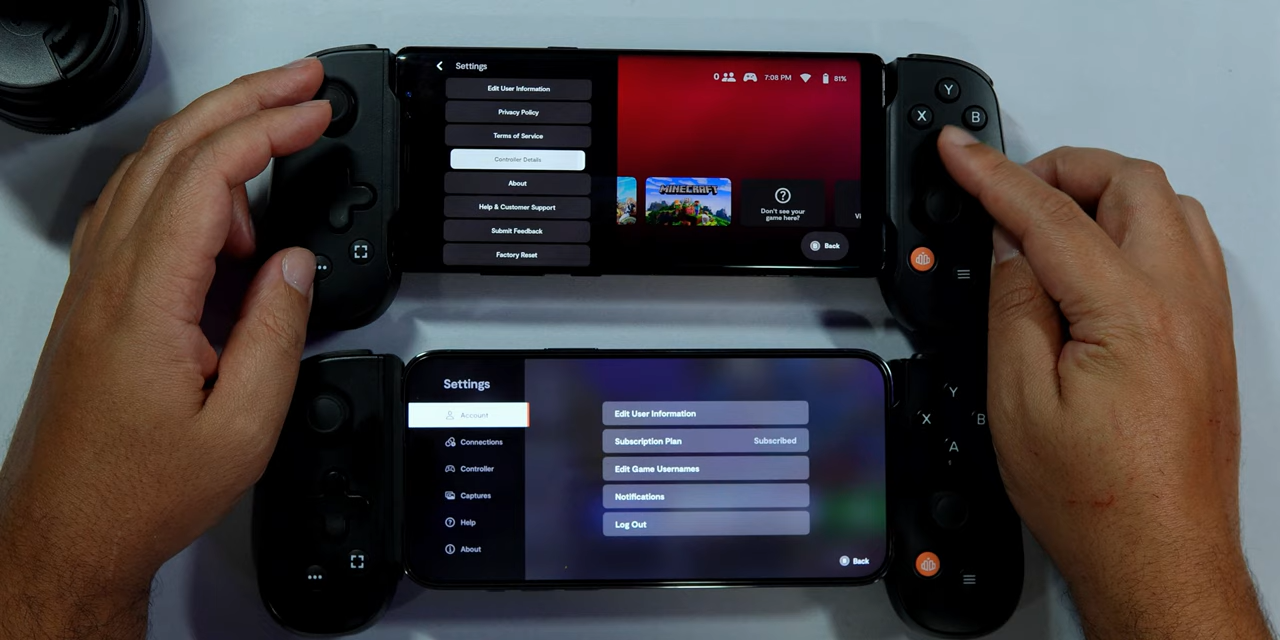 Settings
Edit User Information
Privacy Policy
Terms of Service
Controller Details
About
Help & Customer Support
Submit Feedback
Factory Reset
0
7:08 PM
81%
MINECRAFT
Don't see your
game here?
VI
B Back
Y
X
B
Settings
Account
Connections
Controller
Captures
Help
About
Edit User Information
Subscription Plan Subscribed
Edit Game Usernames
Notifications
Log Out
B Back
Y
X
B
A